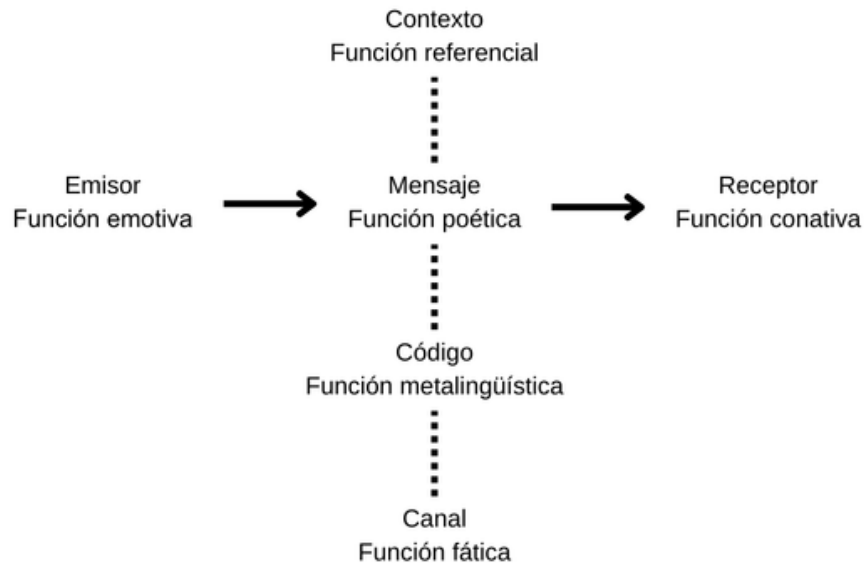 Contexto
Función referencial
Emisor
Función emotiva
Mensaje
Función poética
Receptor
Función conativa
Código
Función metalingüística
Canal
Función fática